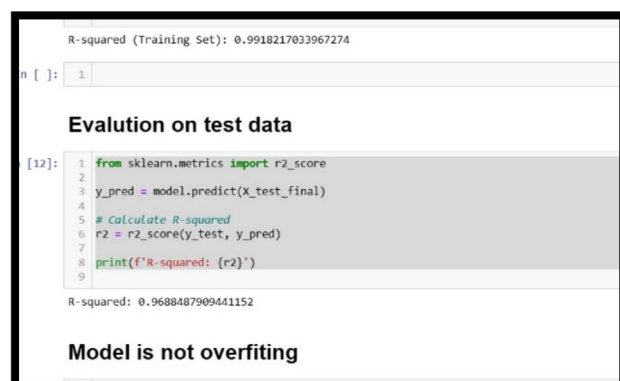 R-squared (Training Set): 0.9918217033967274
n [ ]: 1
Evalution on test data
[12]: 1 from sklearn.metrics import r2_score
2
3 y_pred = model.predict(X_test_final)
4
5 # Calculate R-squared
6 r2 = r2_score(y_test, y_pred)
7
8 print(f'R-squared: {r2}')
9
R-squared: 0.9688487909441152
Model is not overfiting